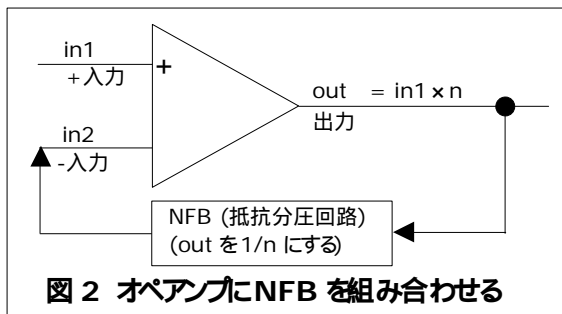 in1
+入力
+
out = in1 × n
出力
in2
-入力
NFB (抵抗分圧回路)
(out を1/n にする)
図 2 オペアンプにNFB を組み合わせる